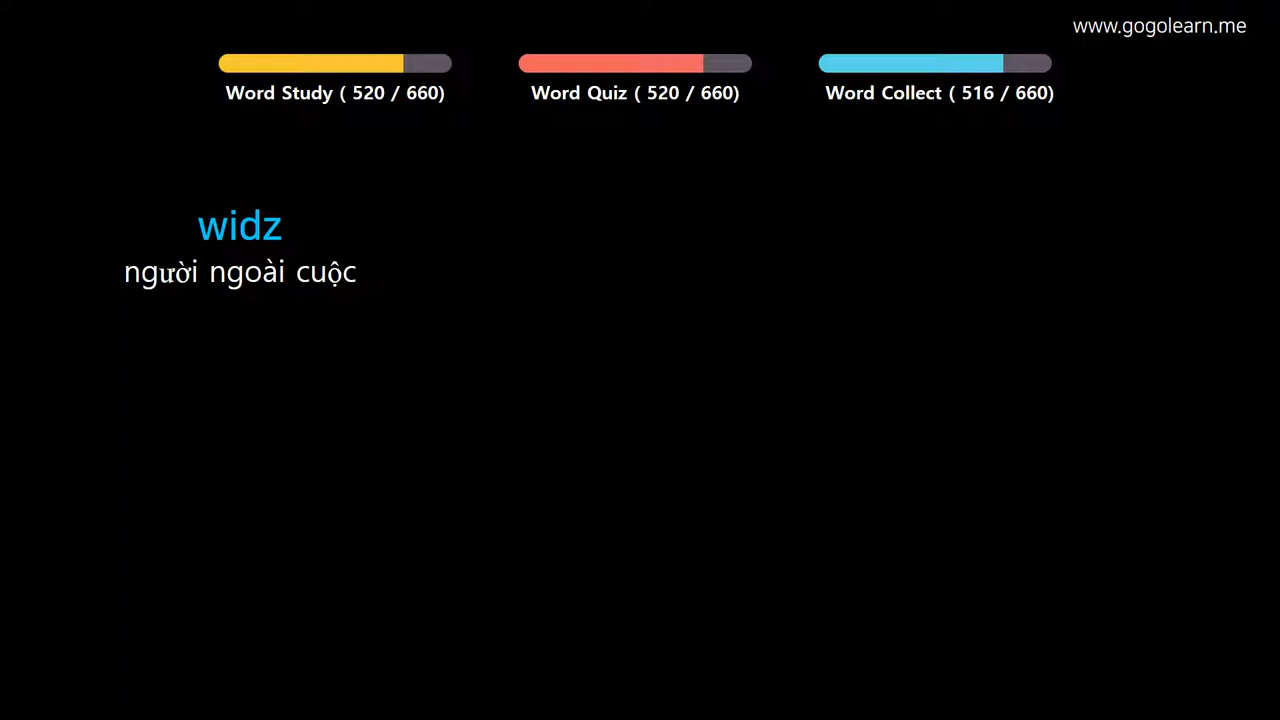 www.gogolearn.me
Word Study ( 520 / 660)
Word Quiz ( 520 / 660)
Word Collect ( 516 / 660)
widz
người ngoài cuộc